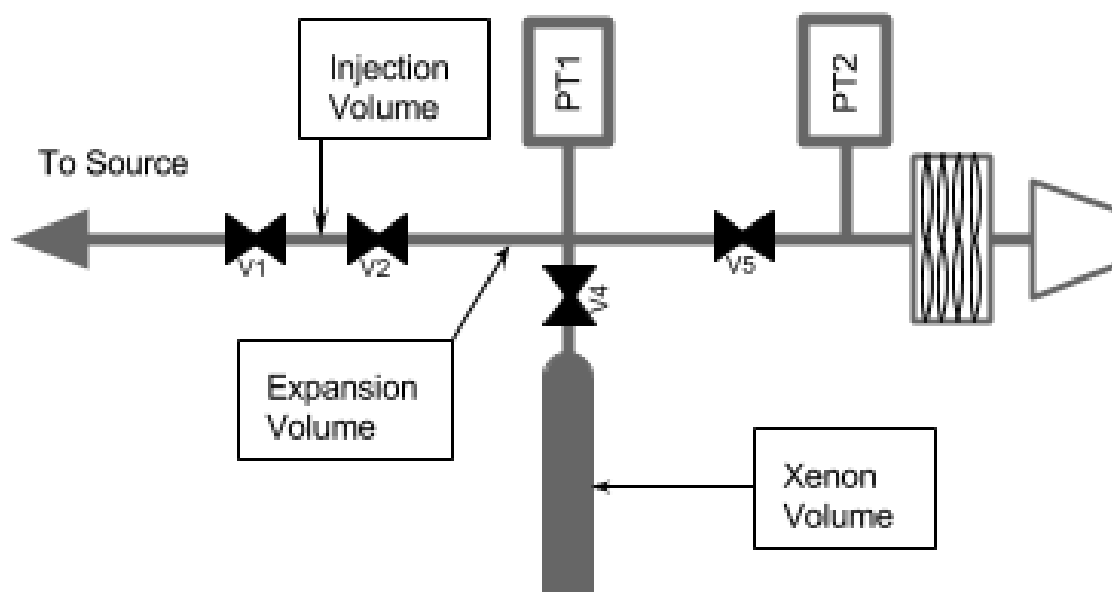 Injection
Volume
PT1
PT2
To Source
V1
V2
V5
V4
Expansion
Volume
Xenon
Volume